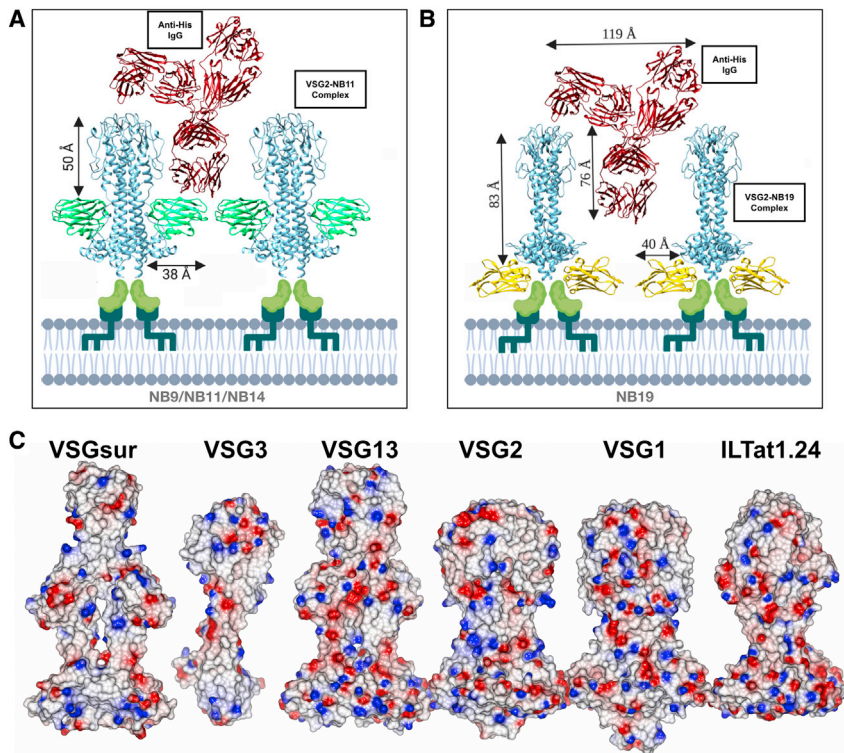 A
Anti-His
IgG
VSG2-NB11
Complex
50 Å
38 Å
NB9/NB11/NB14
B
119 Å
Anti-His
IgG
76 Å
83 Å
VSG2-NB19
Complex
40 Å
NB19
C
VSGsur VSG3 VSG13 VSG2 VSG1 ILTat1.24